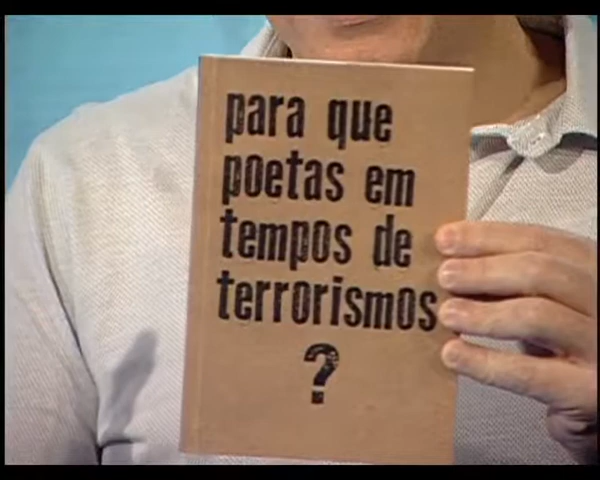 para que
poetas em
tempos de
terrorismos
?